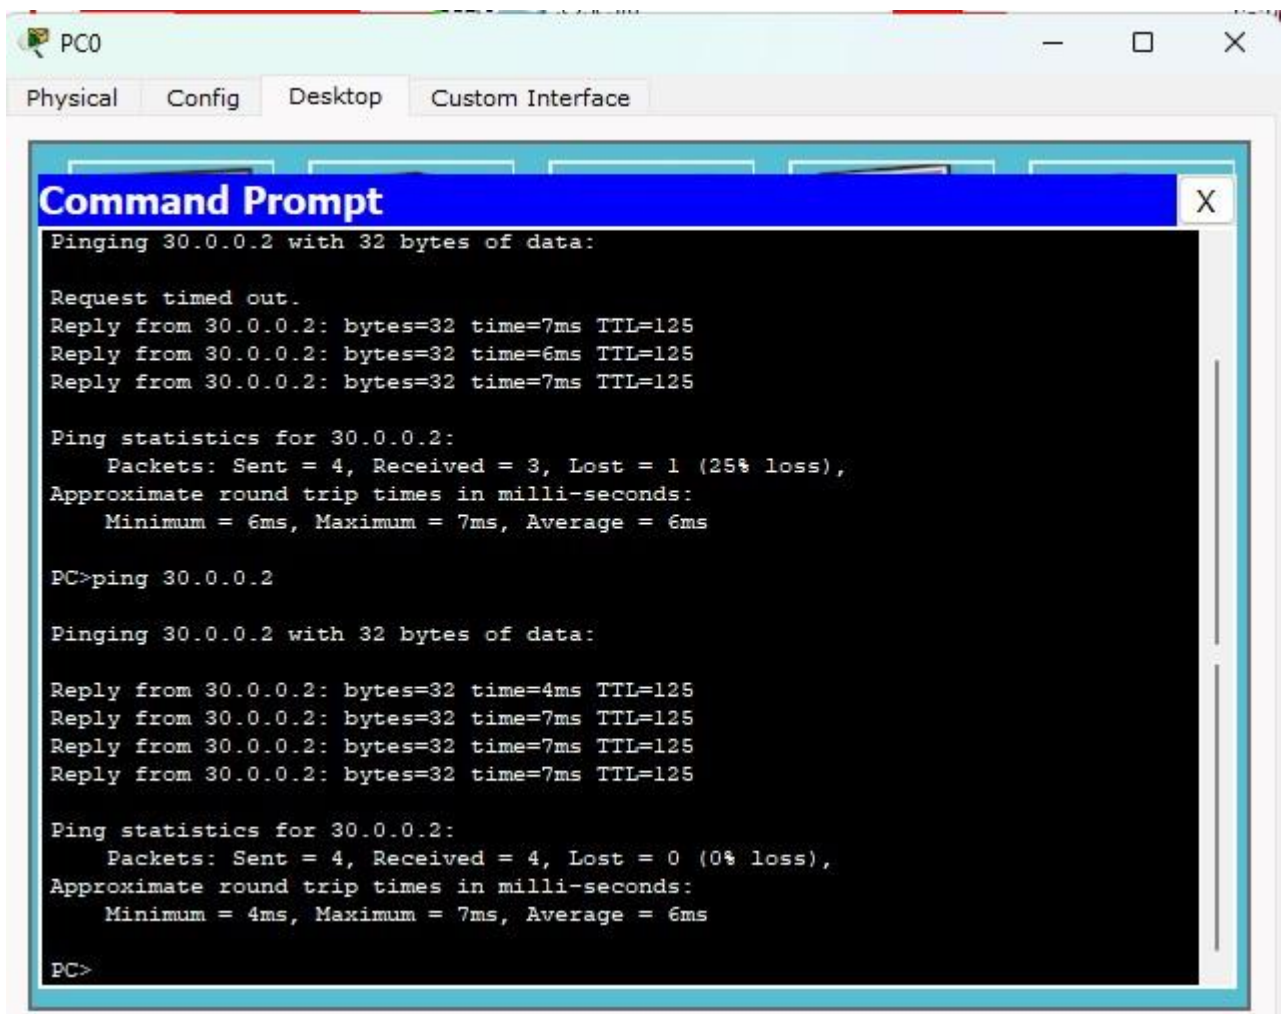 PC0
Physical Config Desktop Custom Interface
Command Prompt X
Pinging 30.0.0.2 with 32 bytes of data:
Request timed out.
Reply from 30.0.0.2: bytes=32 time=7ms TTL=125
Reply from 30.0.0.2: bytes=32 time=6ms TTL=125
Reply from 30.0.0.2: bytes=32 time=7ms TTL=125
Ping statistics for 30.0.0.2:
Packets: Sent = 4, Received = 3, Lost = 1 (25% loss),
Approximate round trip times in milli-seconds:
Minimum = 6ms, Maximum = 7ms, Average = 6ms
PC>ping 30.0.0.2
Pinging 30.0.0.2 with 32 bytes of data:
Reply from 30.0.0.2: bytes=32 time=4ms TTL=125
Reply from 30.0.0.2: bytes=32 time=7ms TTL=125
Reply from 30.0.0.2: bytes=32 time=7ms TTL=125
Reply from 30.0.0.2: bytes=32 time=7ms TTL=125
Ping statistics for 30.0.0.2:
Packets: Sent = 4, Received = 4, Lost = 0 (0% loss),
Approximate round trip times in milli-seconds:
Minimum = 4ms, Maximum = 7ms, Average = 6ms
PC>